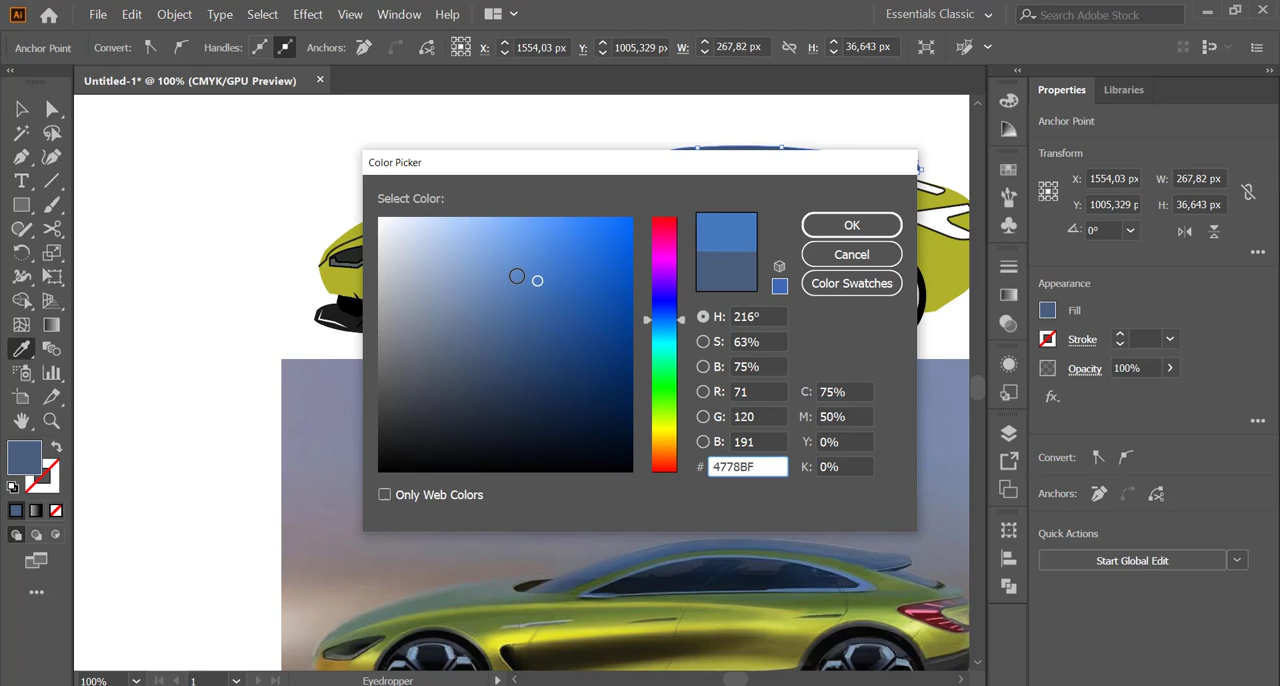 Ai File Edit Object Type Select Effect View Window Help Essentials Classic Search Adobe Stock
Anchor Point Convert: Handles: Anchors: X: 1554,03 px Y: 1005,329 px W: 267,82 px H: 36,643 px
Untitled-1* @ 100% (CMYK/GPU Preview) ×
Properties Libraries
Anchor Point
Transform
X: 1554,03 px W: 267,82 px
Y: 1005,329 p H: 36,643 px
0°
Appearance
Fill
Stroke
Opacity 100%
fx.
Convert:
Anchors:
Quick Actions
Start Global Edit
Color Picker
Select Color:
OK
Cancel
Color Swatches
H: 216°
S: 63%
B: 75%
R: 71 C: 75%
G: 120 M: 50%
B: 191 Y: 0%
# 4778BF K: 0%
Only Web Colors
100% 1 Eyedropper